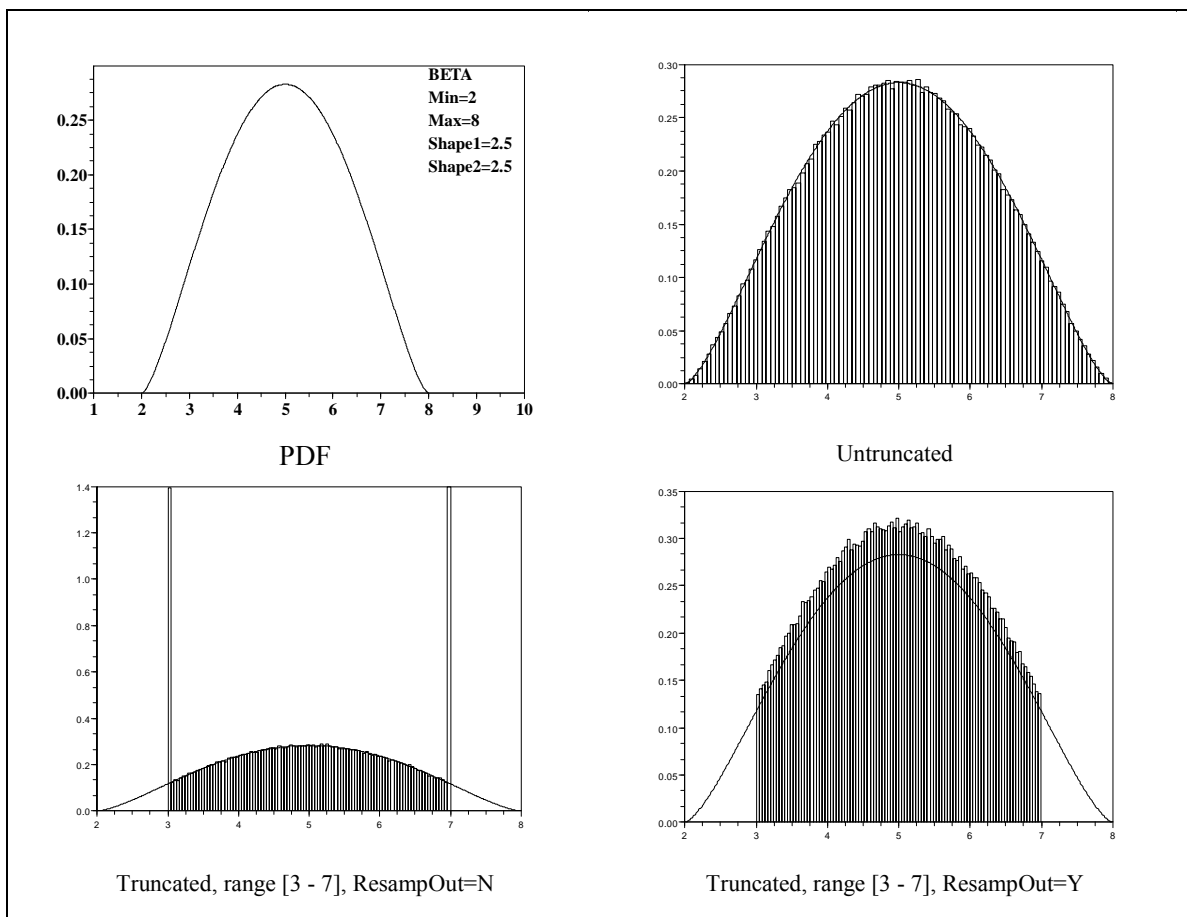 BETA
Min=2
Max=8
Shape1=2.5
Shape2=2.5
0.25
0.20
0.15
0.10
0.05
0.00
1 2 3 4 5 6 7 8 9 10
PDF
0.30
0.25
0.20
0.15
0.10
0.05
0.00
2 3 4 5 6 7 8
Untruncated
1.4
1.2
1.0
0.8
0.6
0.4
0.2
0.0
2 3 4 5 6 7 8
Truncated, range [3 - 7], ResampOut=N
0.35
0.30
0.25
0.20
0.15
0.10
0.05
0.00
2 3 4 5 6 7 8
Truncated, range [3 - 7], ResampOut=Y